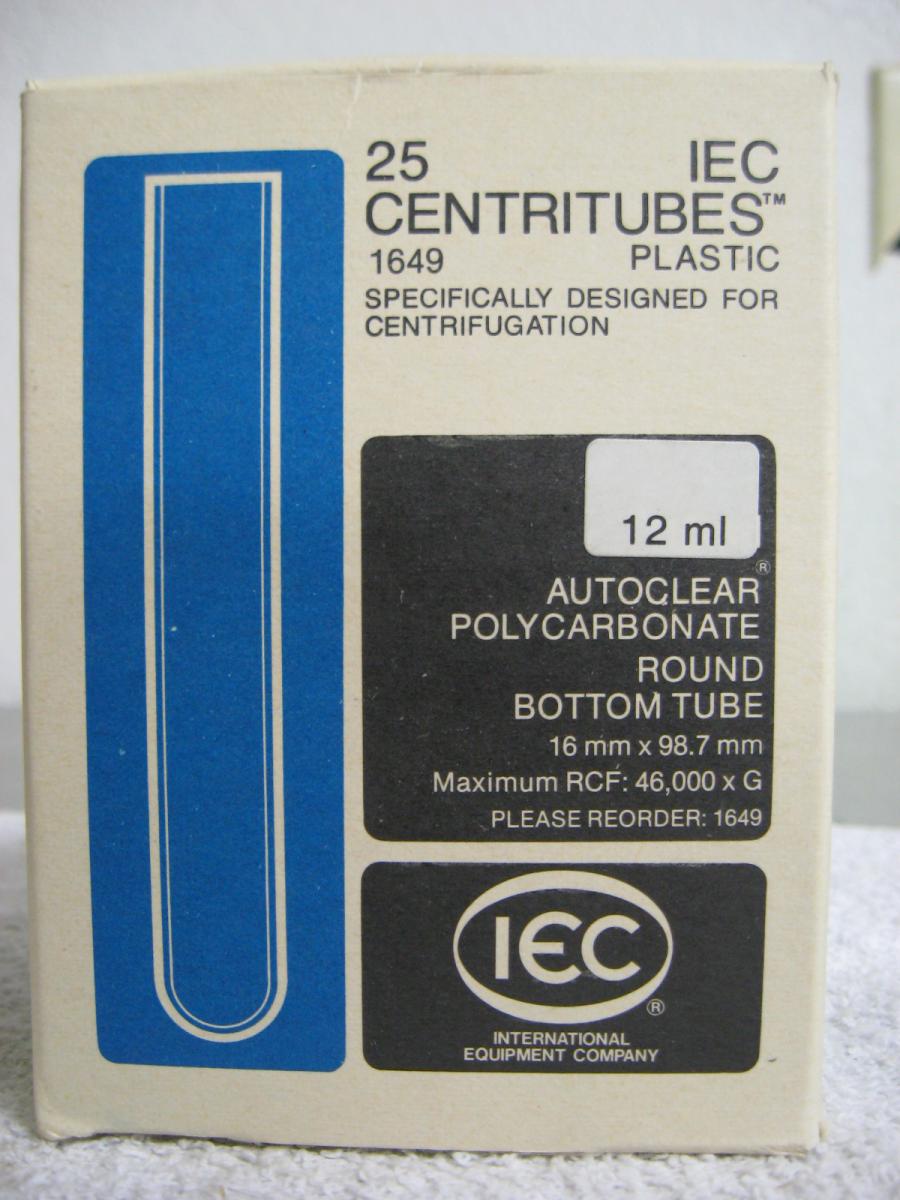 25 IEC
CENTRITUBES™
1649 PLASTIC
SPECIFICALLY DESIGNED FOR
CENTRIFUGATION
12 ml
®
AUTOCLEAR
POLYCARBONATE
ROUND
BOTTOM TUBE
16 mm x 98.7 mm
Maximum RCF: 46,000 x G
PLEASE REORDER: 1649
IEC
®
INTERNATIONAL
EQUIPMENT COMPANY